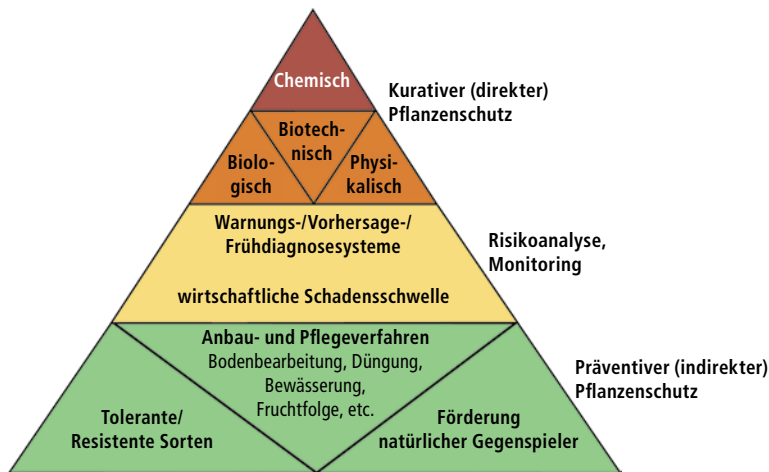 Chemisch
Kurativer (direkter)
Pflanzenschutz
Biotech-
nisch
Biolo-
gisch
Physi-
kalisch
Warnungs-/Vorhersage-/
Frühdiagnosesysteme
wirtschaftliche Schadensschwelle
Risikoanalyse,
Monitoring
Anbau- und Pflegeverfahren
Bodenbearbeitung, Düngung,
Bewässerung,
Fruchtfolge, etc.
Tolerante/
Resistente Sorten
Förderung
natürlicher Gegenspieler
Präventiver (indirekter)
Pflanzenschutz